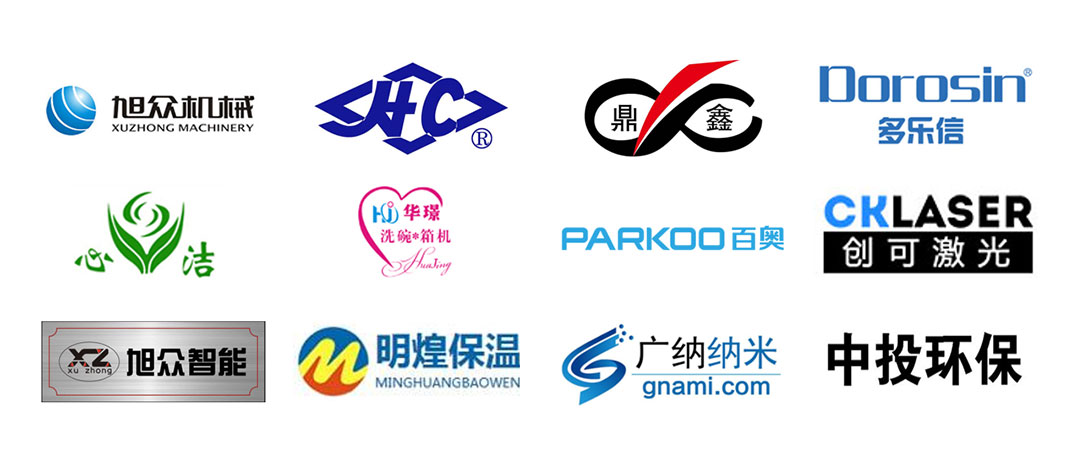 旭众机械
XUZHONG MACHINERY
HC®
鼎鑫
Dorosin®
多乐信
心洁
Hj 华璟
洗碗*箱机
HuaJing
PARKOO百奥
CKLASER
创可激光
XZ
xu zhong
旭众智能
明煌保温
MINGHUANGBAOWEN
广纳纳米
gnami.com
中投环保